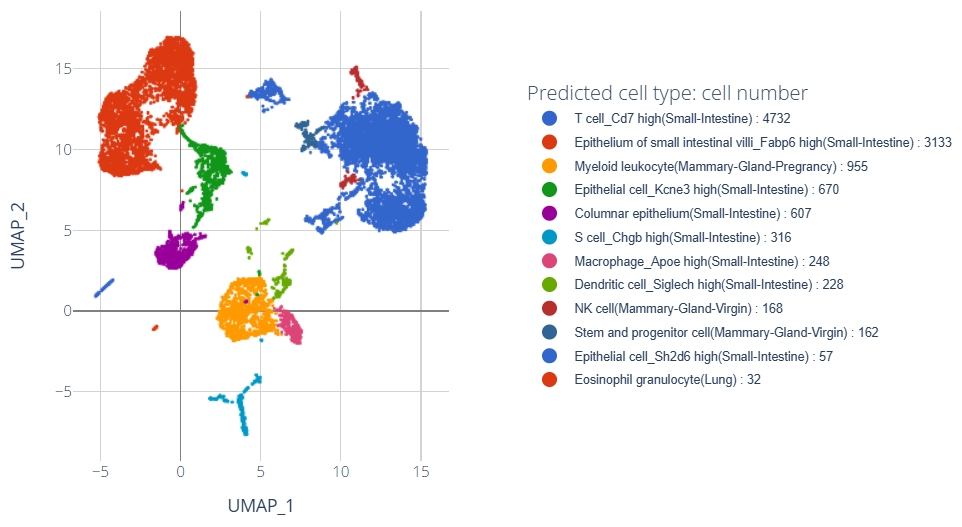 Predicted cell type: cell number
T cell_Cd7 high(Small-Intestine) : 4732
Epithelium of small intestinal villi_Fabp6 high(Small-Intestine) : 3133
Myeloid leukocyte(Mammary-Gland-Pregrancy) : 955
Epithelial cell_Kcne3 high(Small-Intestine) : 670
Columnar epithelium(Small-Intestine) : 607
S cell_Chgb high(Small-Intestine) : 316
Macrophage_Apoe high(Small-Intestine) : 248
Dendritic cell_Siglech high(Small-Intestine) : 228
NK cell(Mammary-Gland-Virgin) : 168
Stem and progenitor cell(Mammary-Gland-Virgin) : 162
Epithelial cell_Sh2d6 high(Small-Intestine) : 57
Eosinophil granulocyte(Lung) : 32
UMAP_2
15
10
5
0
−5
−5 0 5 10 15
UMAP_1